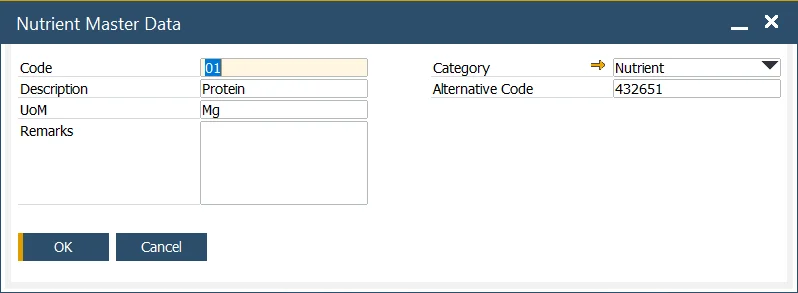 Nutrient Master Data
Code 01 Category Nutrient
Description Protein Alternative Code 432651
UoM Mg
Remarks
OK Cancel